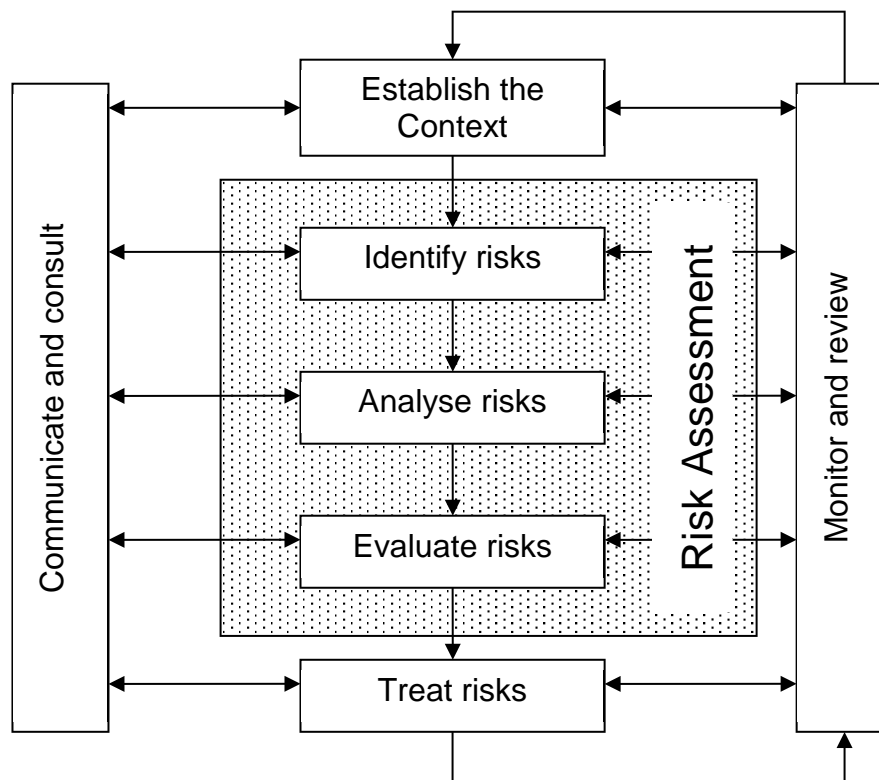 Establish the
Context
Communicate and consult
Identify risks
Analyse risks
Evaluate risks
Risk Assessment
Monitor and review
Treat risks